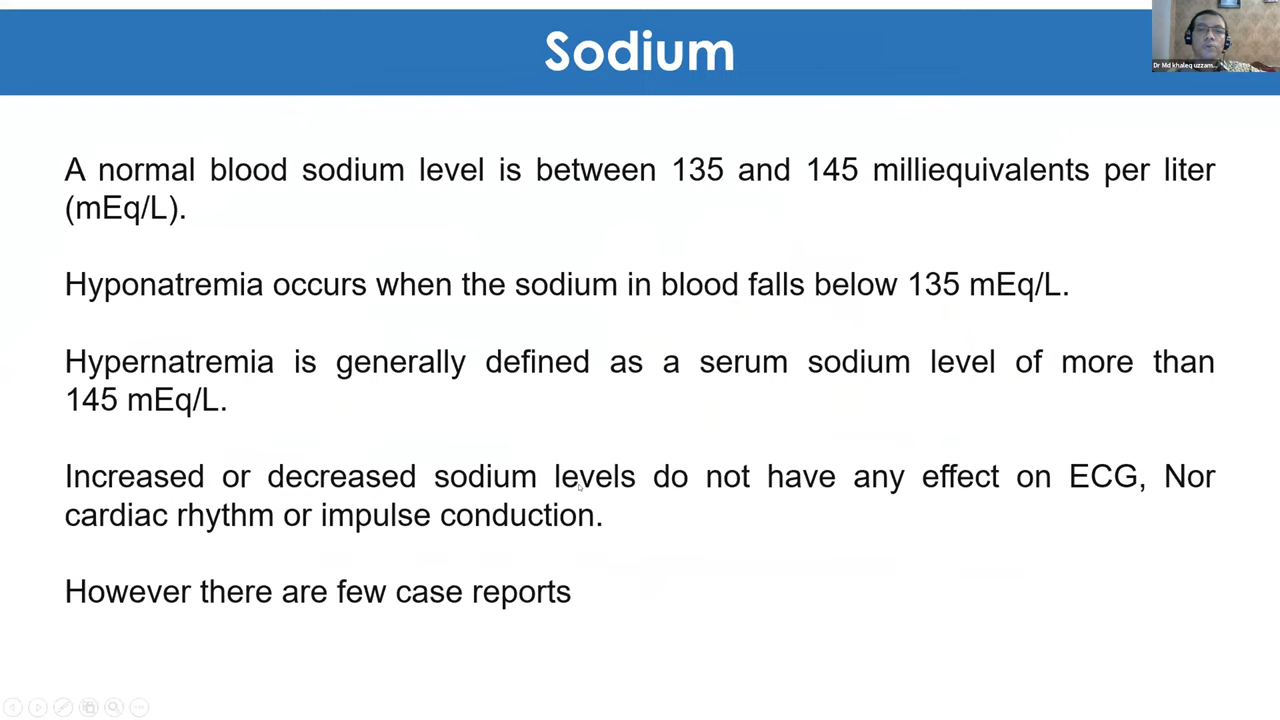 Sodium
Dr Md khaleq uzzam...
A normal blood sodium level is between 135 and 145 milliequivalents per liter
(mEq/L).
Hyponatremia occurs when the sodium in blood falls below 135 mEq/L.
Hypernatremia is generally defined as a serum sodium level of more than
145 mEq/L.
Increased or decreased sodium levels do not have any effect on ECG, Nor
cardiac rhythm or impulse conduction.
However there are few case reports